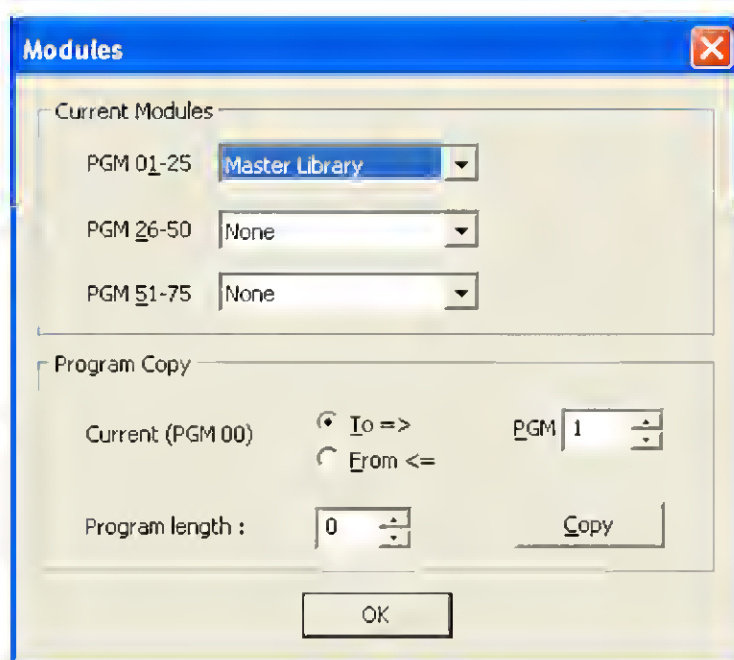 Modules
Current Modules
PGM 01-25 Master Library
PGM 26-50 None
PGM 51-75 None
Program Copy
Current (PGM 00) To => PGM 1
From <=
Program length : 0 Copy
OK